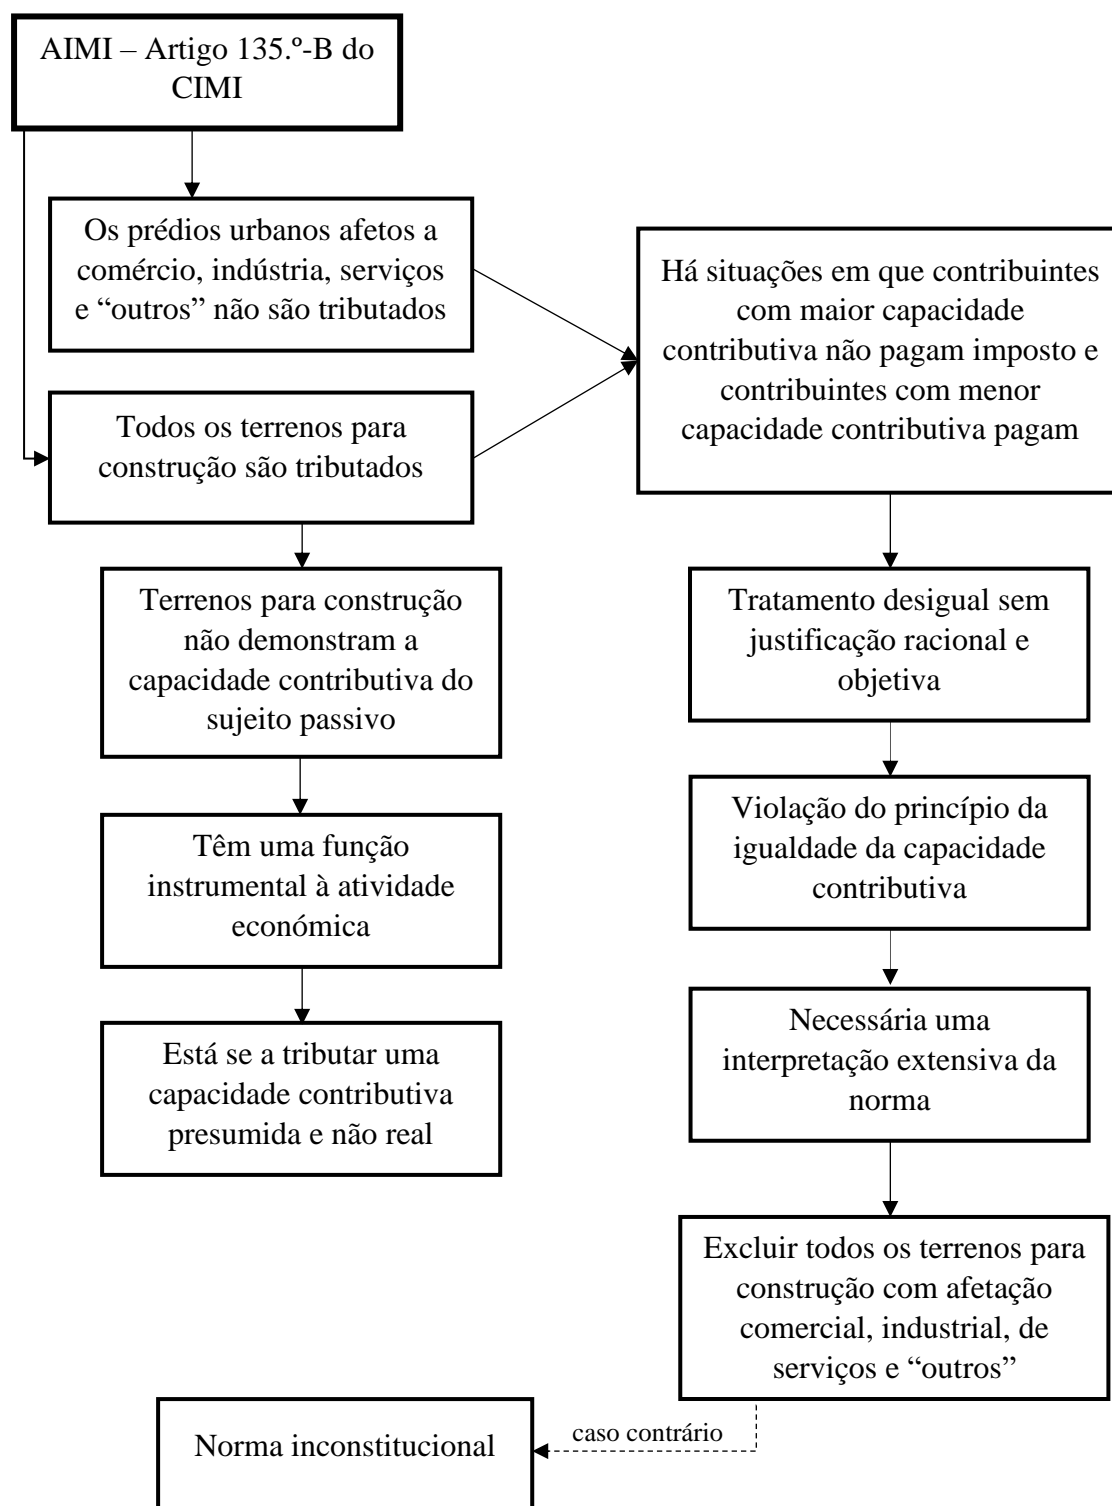 AIMI – Artigo 135.º-B do
CIMI
Os prédios urbanos afetos a
comércio, indústria, serviços
e “outros” não são tributados
Há situações em que contribuintes
com maior capacidade
contributiva não pagam imposto e
contribuintes com menor
capacidade contributiva pagam
Todos os terrenos para
construção são tributados
Terrenos para construção
não demonstram a
capacidade contributiva do
sujeito passivo
Tratamento desigual sem
justificação racional e
objetiva
Têm uma função
instrumental à atividade
económica
Violação do princípio da
igualdade da capacidade
contributiva
Está se a tributar uma
capacidade contributiva
presumida e não real
Necessária uma
interpretação extensiva da
norma
Excluir todos os terrenos para
construção com afetação
comercial, industrial, de
serviços e “outros”
caso contrário
Norma inconstitucional